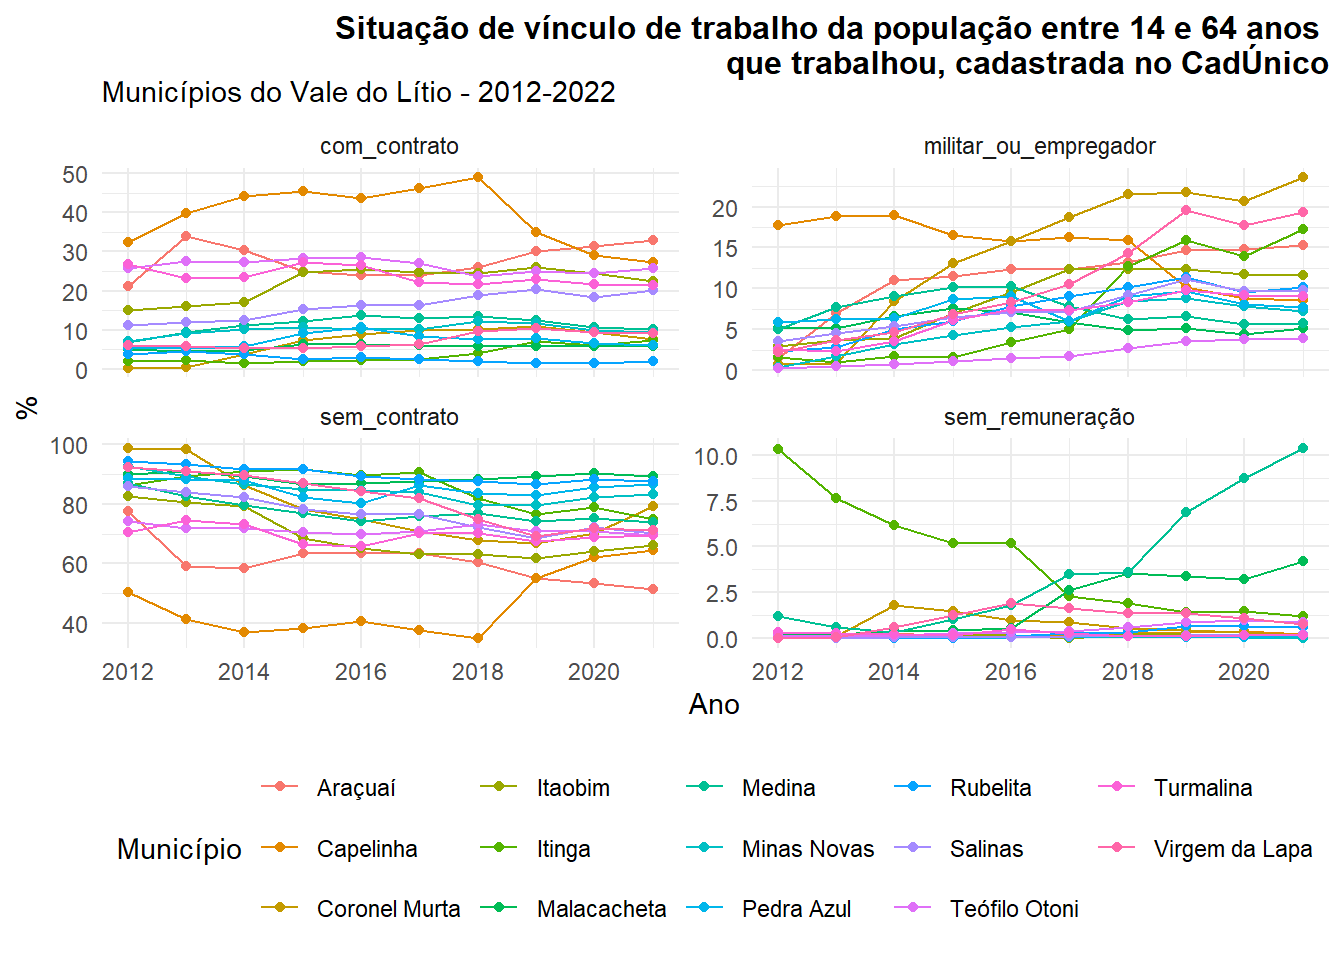 Situação de vínculo de trabalho da população entre 14 e 64 anos
que trabalhou, cadastrada no CadÚnico
Municípios do Vale do Lítio - 2012-2022
com_contrato
militar_ou_empregador
50
40
30
20
10
0
20
15
10
5
0
%
sem_contrato
sem_remuneração
100
80
60
40
10.0
7.5
5.0
2.5
0.0
2012 2014 2016 2018 2020
2012 2014 2016 2018 2020
Ano
Município
Araçuaí Itaobim Medina Rubelita Turmalina
Capelinha Itinga Minas Novas Salinas Virgem da Lapa
Coronel Murta Malacacheta Pedra Azul Teófilo Otoni